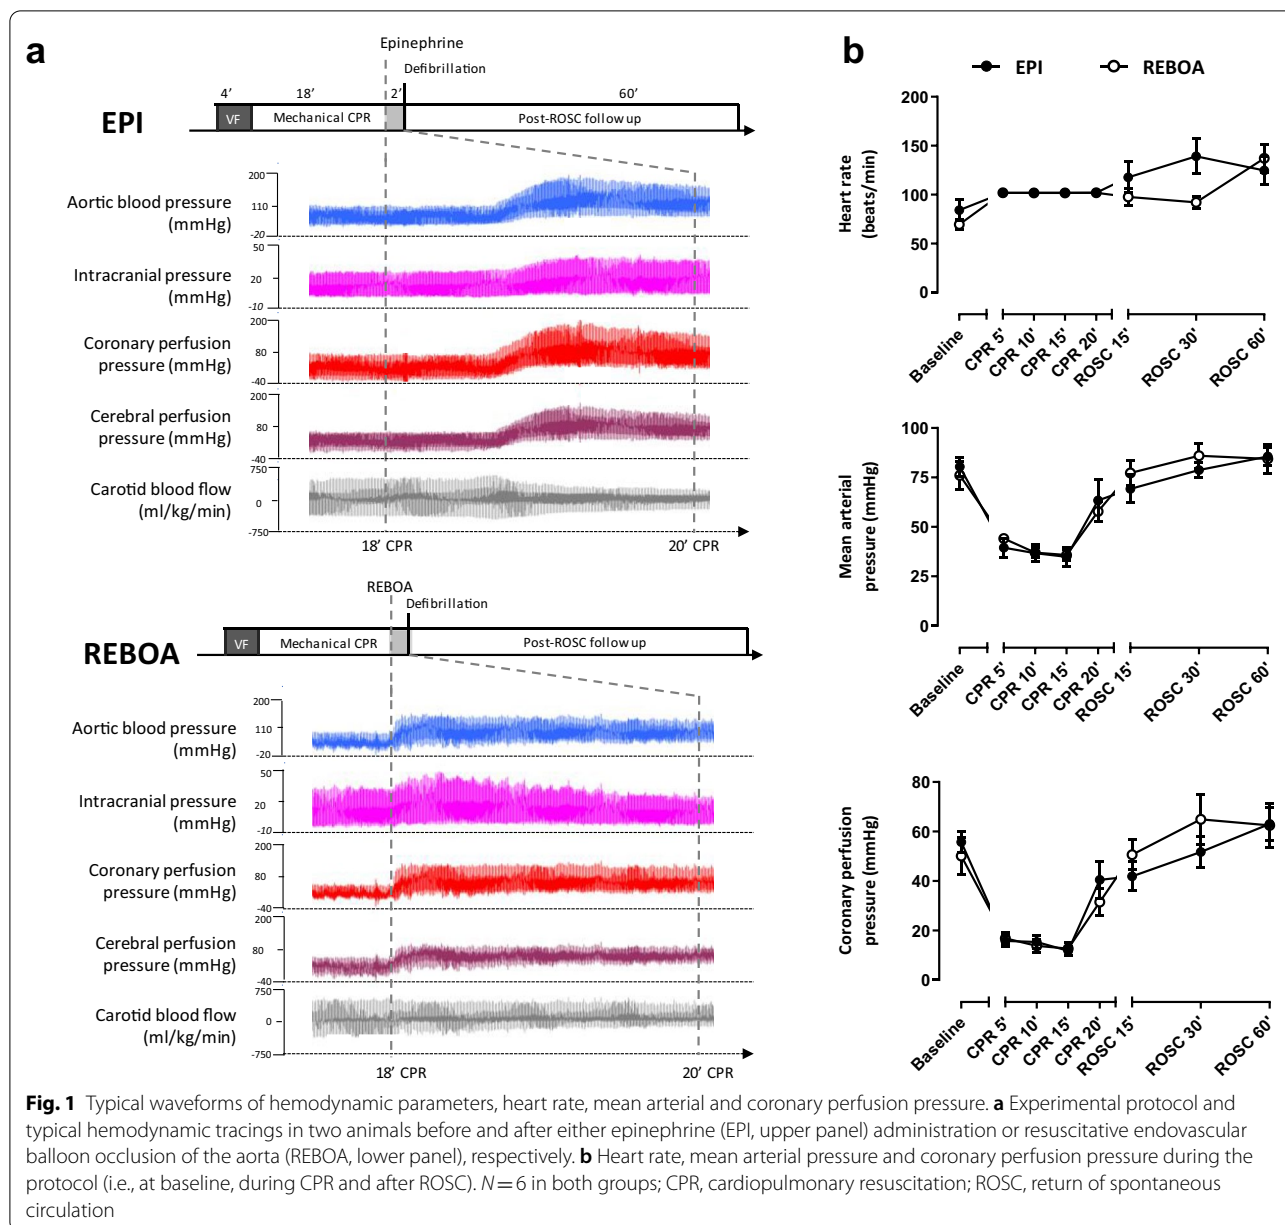 a
Epinephrine
Defibrillation
4'
18'
2'
60'
EPI
VF
Mechanical CPR
Post-ROSC follow up
Aortic blood pressure
(mmHg)
200
110
-20
Intracranial pressure
(mmHg)
50
20
-10
Coronary perfusion
pressure (mmHg)
200
80
-40
Cerebral perfusion
pressure (mmHg)
200
80
-40
Carotid blood flow
(ml/kg/min)
750
0
-750
18' CPR
20' CPR
REBOA
Defibrillation
REBOA
VF
Mechanical CPR
Post-ROSC follow up
Aortic blood pressure
(mmHg)
200
110
-20
Intracranial pressure
(mmHg)
50
20
-10
Coronary perfusion
pressure (mmHg)
200
80
-40
Cerebral perfusion
pressure (mmHg)
200
80
-40
Carotid blood flow
(ml/kg/min)
750
0
-750
18' CPR
20' CPR
b
EPI
REBOA
Heart rate
(beats/min)
200
150
100
50
0
Baseline
CPR 5'
CPR 10'
CPR 15'
CPR 20'
ROSC 15'
ROSC 30'
ROSC 60'
Mean arterial
pressure (mmHg)
100
75
50
25
0
Baseline
CPR 5'
CPR 10'
CPR 15'
CPR 20'
ROSC 15'
ROSC 30'
ROSC 60'
Coronary perfusion
pressure (mmHg)
80
60
40
20
0
Baseline
CPR 5'
CPR 10'
CPR 15'
CPR 20'
ROSC 15'
ROSC 30'
ROSC 60'
Fig. 1 Typical waveforms of hemodynamic parameters, heart rate, mean arterial and coronary perfusion pressure. a Experimental protocol and
typical hemodynamic tracings in two animals before and after either epinephrine (EPI, upper panel) administration or resuscitative endovascular
balloon occlusion of the aorta (REBOA, lower panel), respectively. b Heart rate, mean arterial pressure and coronary perfusion pressure during the
protocol (i.e., at baseline, during CPR and after ROSC). N = 6 in both groups; CPR, cardiopulmonary resuscitation; ROSC, return of spontaneous
circulation